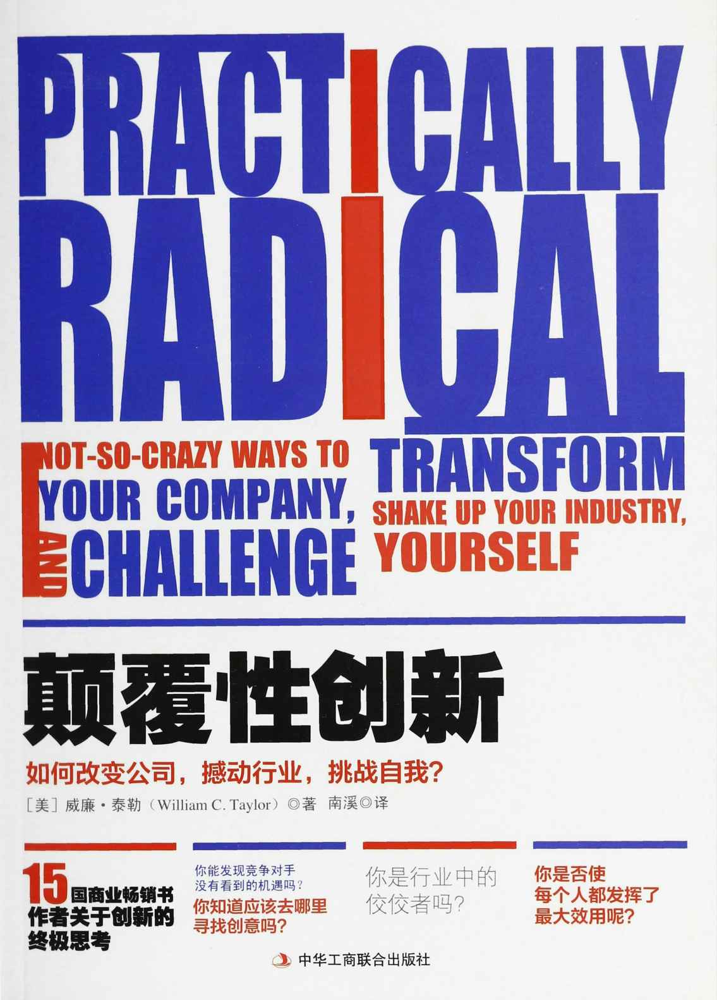 PRACTICALLY
RADICAL
NOT-SO-CRAZY WAYS TO
TRANSFORM
YOUR COMPANY,
SHAKE UP YOUR INDUSTRY,
AND CHALLENGE
YOURSELF
颠覆性创新
如何改变公司，撼动行业，挑战自我？
［美］威廉·泰勒（William C. Taylor）◎著 南溪◎译
15国商业畅销书
作者关于创新的
终极思考
你能发现竞争对手
没有看到的机遇吗？
你知道应该去哪里
寻找创意吗？
你是行业中的
佼佼者吗？
你是否使
每个人都发挥了
最大效用呢？
中华工商联合出版社